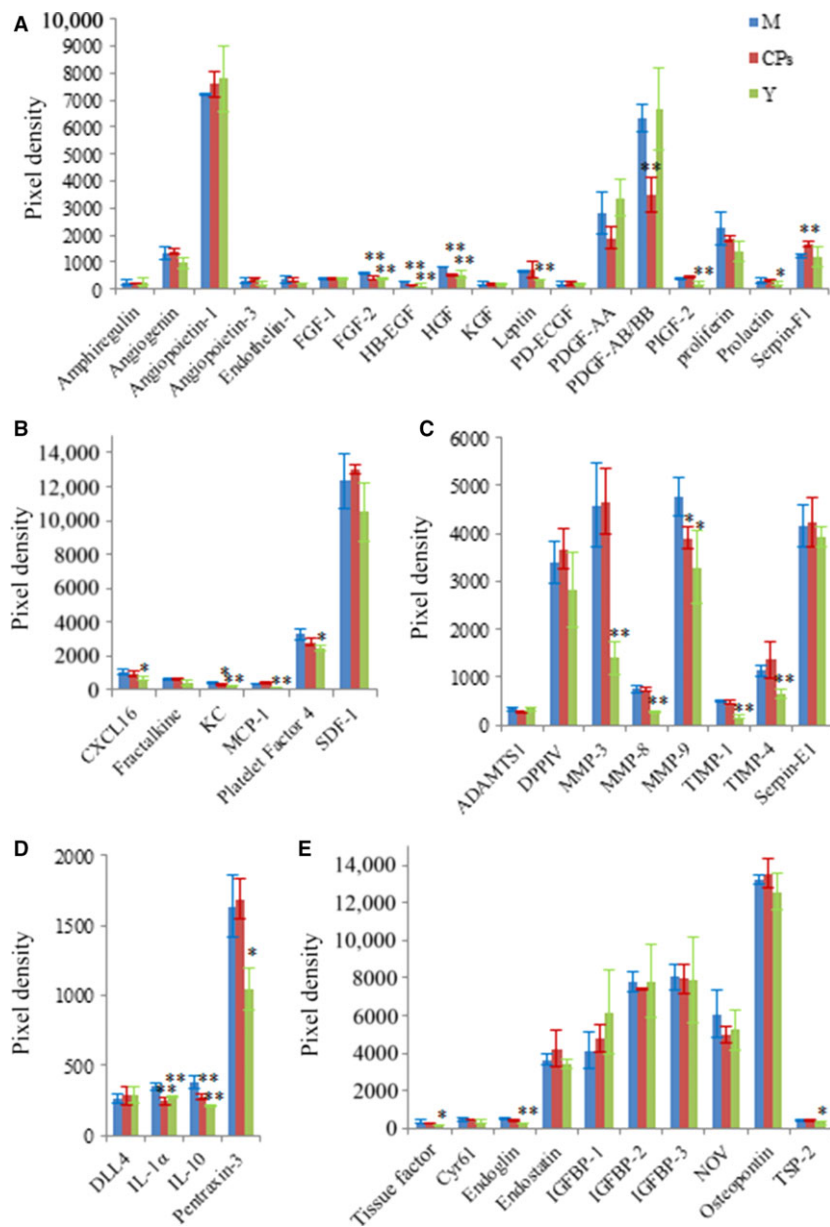 A
10,000
9000
8000
7000
6000
5000
4000
3000
2000
1000
0
Pixel density
M
CPs
Y
** ** ** ** ** ** ** ** ** * **
Amphiregulin
Angiogenin
Angiopoietin-1
Angiopoietin-3
Endothelin-1
FGF-1
FGF-2
HB-EGF
HGF
KGF
Leptin
PD-ECGF
PDGF-AA
PDGF-AB/BB
PIGF-2
proliferin
Prolactin
Serpin-F1
B
14,000
12,000
10,000
8000
6000
4000
2000
0
Pixel density
* * ** ** *
CXCL16
Fractalkine
KC
MCP-1
Platelet Factor 4
SDF-1
C
6000
5000
4000
3000
2000
1000
0
Pixel density
** ** * * ** **
ADAMTS1
DPPIV
MMP-3
MMP-8
MMP-9
TIMP-1
TIMP-4
Serpin-E1
D
2000
1500
1000
500
0
Pixel density
** ** ** ** *
DLL4
IL-1α
IL-10
Pentraxin-3
E
14,000
12,000
10,000
8000
6000
4000
2000
0
Pixel density
* ** *
Tissue factor
Cyr61
Endoglin
Endostatin
IGFBP-1
IGFBP-2
IGFBP-3
NOV
Osteopontin
TSP-2